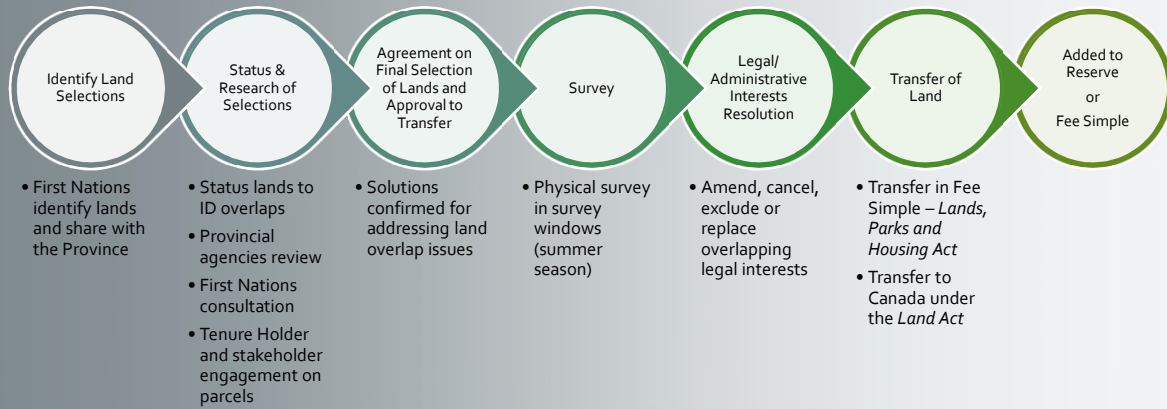 Identify Land
Selections
Status &
Research of
Selections
Agreement on
Final Selection
of Lands and
Approval to
Transfer
Survey
Legal/
Administrative
Interests
Resolution
Transfer of
Land
Added to
Reserve
or
Fee Simple
• First Nations
identify lands
and share with
the Province
• Status lands to
ID overlaps
• Provincial
agencies review
• First Nations
consultation
• Tenure Holder
and stakeholder
engagement on
parcels
• Solutions
confirmed for
addressing land
overlap issues
• Physical survey
in survey
windows
(summer
season)
• Amend, cancel,
exclude or
replace
overlapping
legal interests
• Transfer in Fee
Simple – Lands,
Parks and
Housing Act
• Transfer to
Canada under
the Land Act